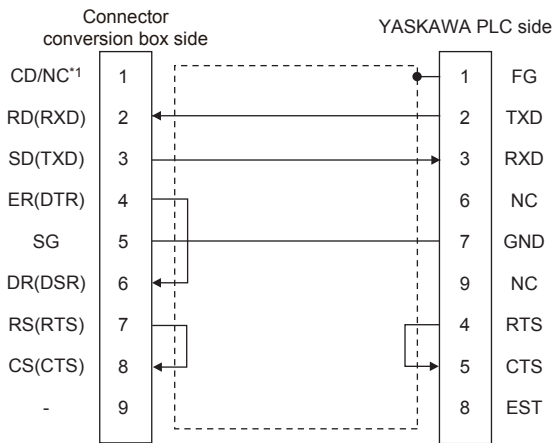 Connector
conversion box side
YASKAWA PLC side
CD/NC*1 1 1 FG
RD(RXD) 2 2 TXD
SD(TXD) 3 3 RXD
ER(DTR) 4 6 NC
SG 5 7 GND
DR(DSR) 6 9 NC
RS(RTS) 7 4 RTS
CS(CTS) 8 5 CTS
- 9 8 EST